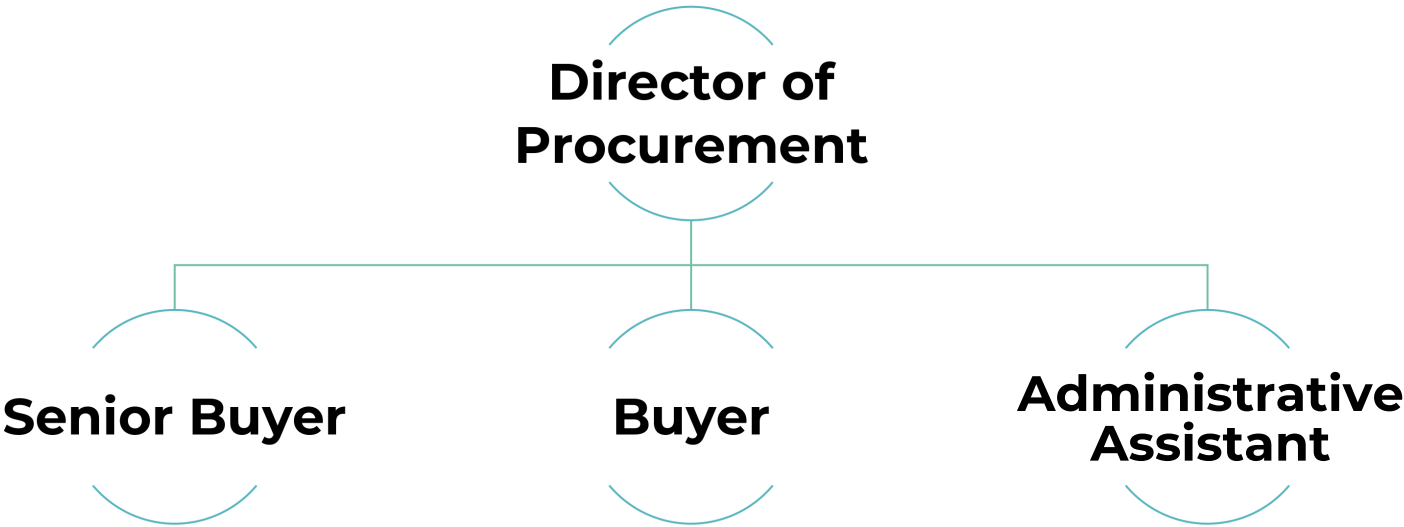 Director of
Procurement
Senior Buyer
Buyer
Administrative
Assistant